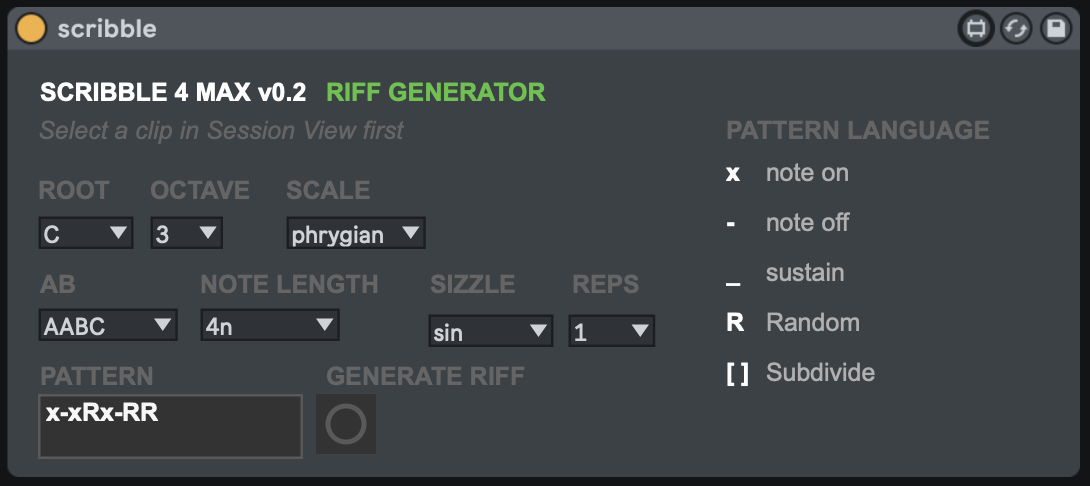 scribble
SCRIBBLE 4 MAX v0.2 RIFF GENERATOR
Select a clip in Session View first
ROOT OCTAVE SCALE
C 3 phrygian
AB NOTE LENGTH SIZZLE REPS
AABC 4n sin 1
PATTERN GENERATE RIFF
x-xRx-RR
PATTERN LANGUAGE
x note on
- note off
_ sustain
R Random
[ ] Subdivide